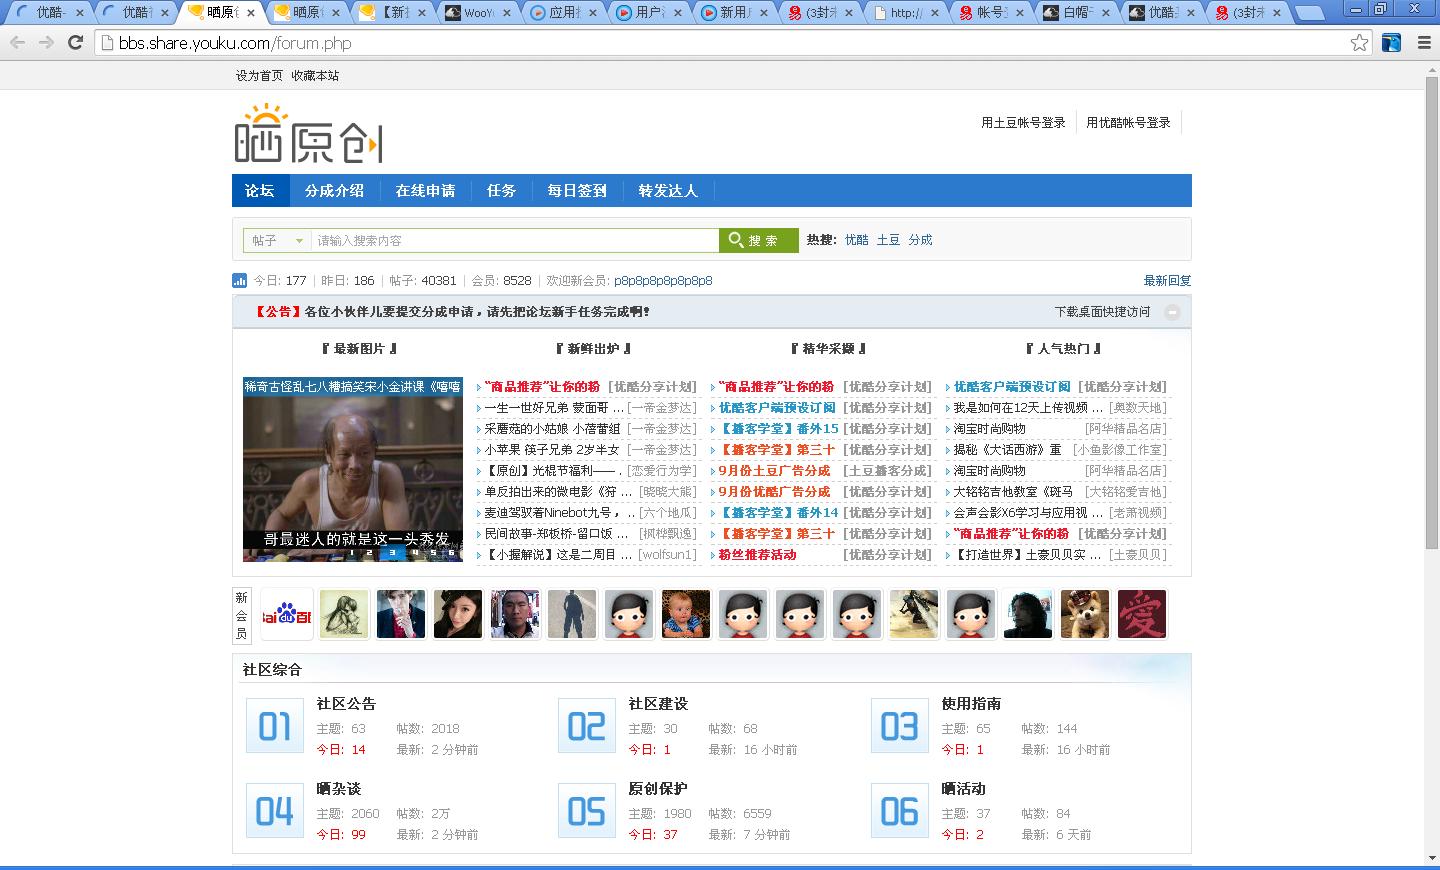 优酷-
优酷
晒原创
晒原
【新
WooY
应用
用户
新用
(3封
http:/
帐号
白帽
优酷
(3封
bbs.share.youku.com/forum.php
设为首页 收藏本站
晒原创
用土豆帐号登录 用优酷帐号登录
论坛 分成介绍 在线申请 任务 每日签到 转发达人
帖子 请输入搜索内容 搜索 热搜: 优酷 土豆 分成
今日: 177 | 昨日: 186 | 帖子: 40381 | 会员: 8528 | 欢迎新会员: p8p8p8p8p8p8p8 最新回复
【公告】各位小伙伴儿要提交分成申请，请先把论坛新手任务完成啊! 下载桌面快捷访问
『 最新图片 』 『 新鲜出炉 』 『 精华采撷 』 『 人气热门 』
稀奇古怪乱七八糟搞笑宋小金讲课《嘻嘻
哥最迷人的就是这一头秀发
1 2 3 4 5 6
“商品推荐”让你的粉 [优酷分享计划]
一生一世好兄弟 蒙面哥 ... [一帝金梦达]
采蘑菇的小姑娘 小蓓蕾组 [一帝金梦达]
小苹果 筷子兄弟 2岁半女 [一帝金梦达]
【原创】光棍节福利—— . [恋爱行为学]
单反拍出来的微电影《狩 ... [晓晓大熊]
麦迪驾驭着Ninebot九号， .. [六个地瓜]
民间故事-郑板桥-留口饭 ... [枫桦飘逸]
【小握解说】这是二周目 ... [wolfsun1]
“商品推荐”让你的粉 [优酷分享计划]
优酷客户端预设订阅 [优酷分享计划]
【播客学堂】番外15 [优酷分享计划]
【播客学堂】第三十 [优酷分享计划]
9月份土豆广告分成 [土豆播客分成]
9月份优酷广告分成 [优酷分享计划]
【播客学堂】番外14 [优酷分享计划]
【播客学堂】第三十 [优酷分享计划]
粉丝推荐活动 [优酷分享计划]
优酷客户端预设订阅 [优酷分享计划]
我是如何在12天上传视频 ... [奥数天地]
淘宝时尚购物 [阿华精品名店]
揭秘《大话西游》重 [小鱼影像工作室]
淘宝时尚购物 [阿华精品名店]
大铭铭吉他教室《斑马 [大铭铭爱吉他]
会声会影X6学习与应用视 ... [老萧视频]
“商品推荐”让你的粉 [优酷分享计划]
【打造世界】土豪贝贝实 ... [土豪贝贝]
新会员
Bai du 百
爱
社区综合
01 社区公告
主题: 63 帖数: 2018
今日: 14 最新: 2 分钟前
02 社区建设
主题: 30 帖数: 68
今日: 1 最新: 16 小时前
03 使用指南
主题: 65 帖数: 144
今日: 1 最新: 16 小时前
04 晒杂谈
主题: 2060 帖数: 2万
今日: 99 最新: 2 分钟前
05 原创保护
主题: 1980 帖数: 6559
今日: 37 最新: 7 分钟前
06 晒活动
主题: 37 帖数: 84
今日: 2 最新: 6 天前